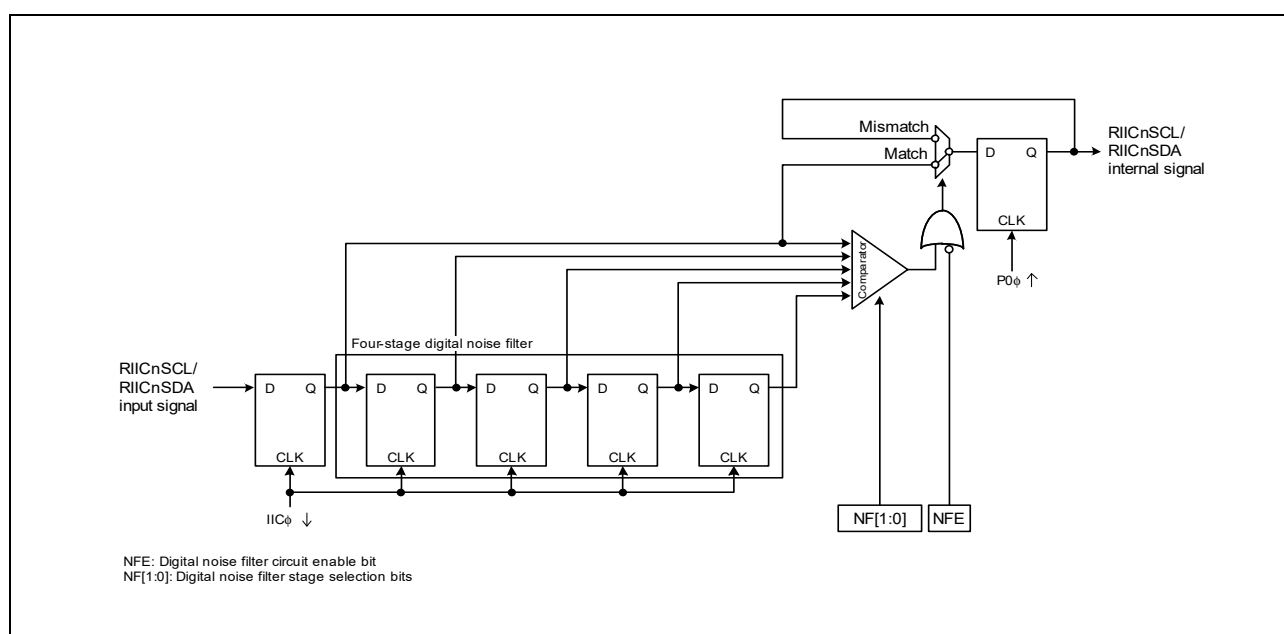 Mismatch
Match
D Q
CLK
P0ϕ ↑
RIICnSCL/
RIICnSDA
internal signal
Comparator
Four-stage digital noise filter
RIICnSCL/
RIICnSDA
input signal
D Q
D Q
D Q
D Q
D Q
CLK
CLK
CLK
CLK
CLK
IICϕ ↓
NF[1:0]
NFE
NFE: Digital noise filter circuit enable bit
NF[1:0]: Digital noise filter stage selection bits